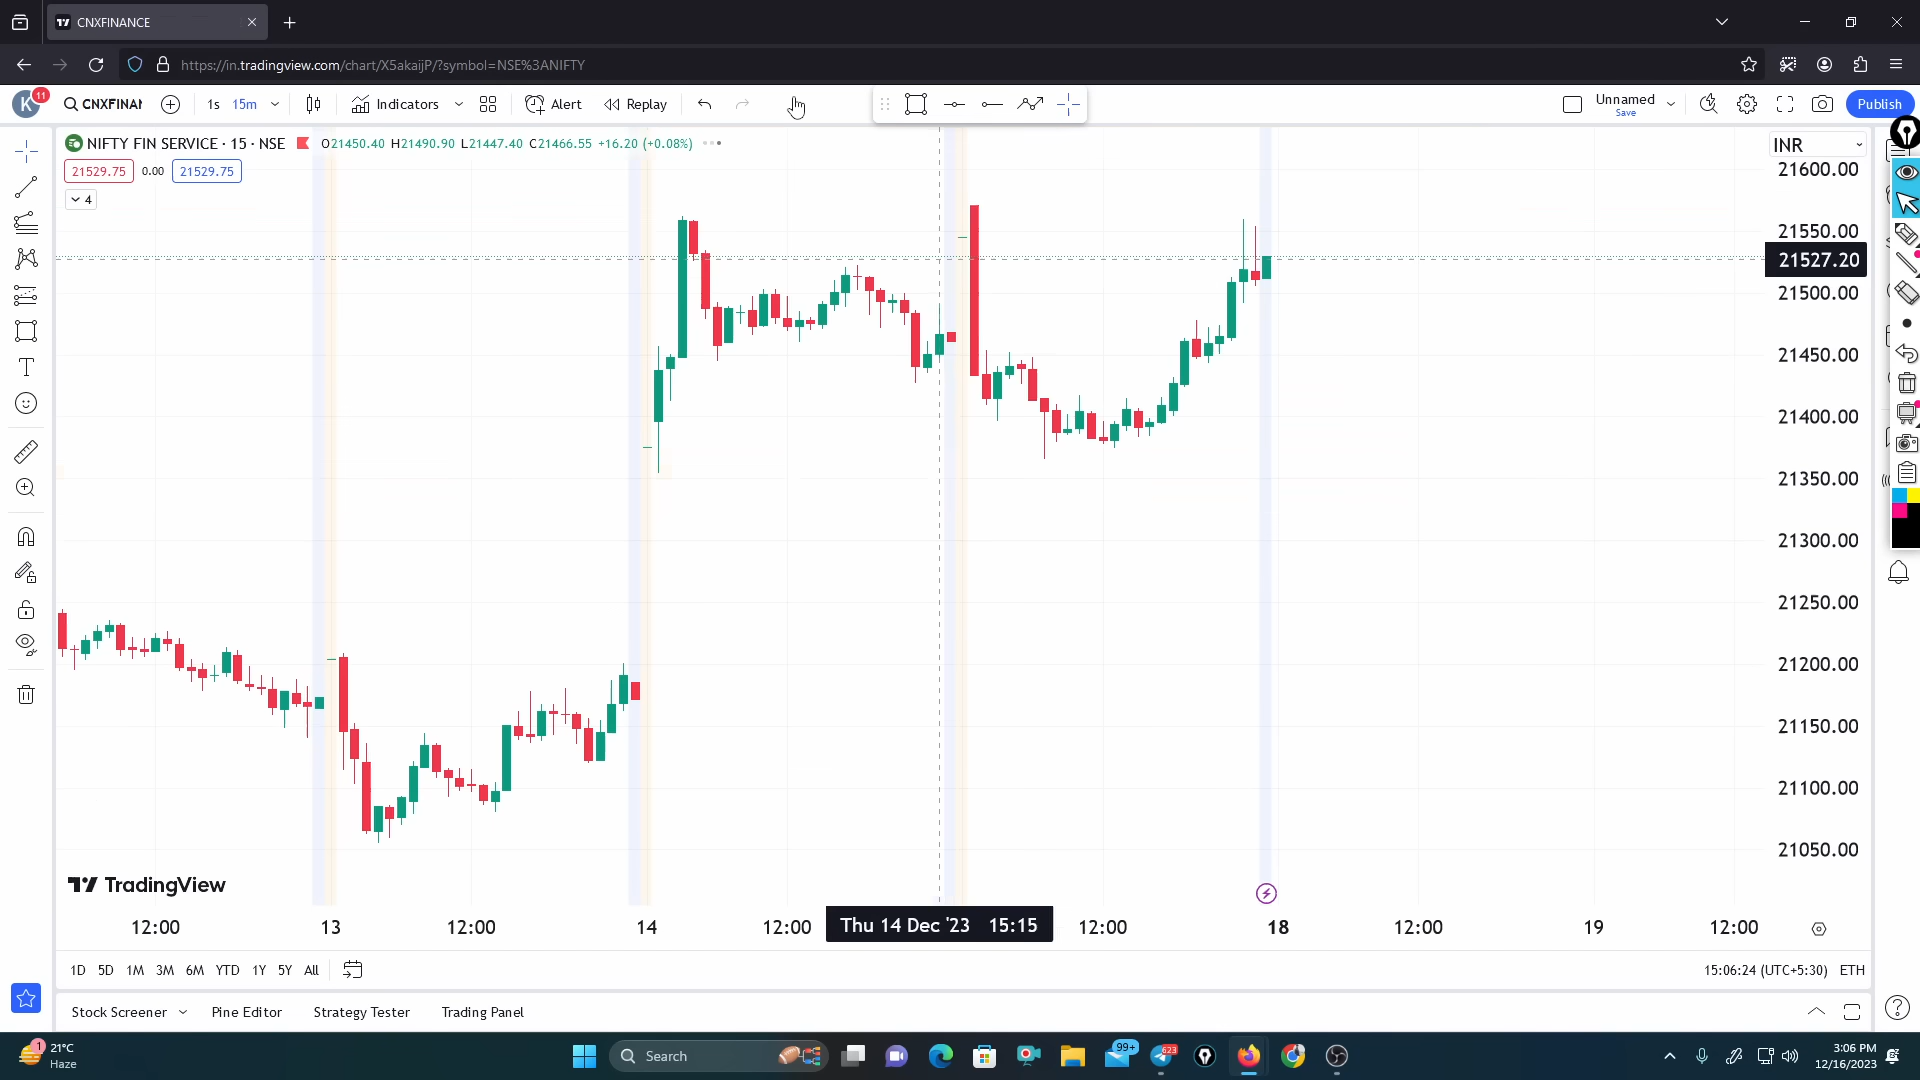 CNXFINANCE
https://in.tradingview.com/chart/X5akaijP/?symbol=NSE%3ANIFTY
K 11 CNXFINAN 1s 15m Indicators Alert Replay Unnamed Save Publish
NIFTY FIN SERVICE · 15 · NSE O21450.40 H21490.90 L21447.40 C21466.55 +16.20 (+0.08%)
INR
21529.75 0.00 21529.75
4
21600.00
21550.00
21527.20
21500.00
21450.00
21400.00
21350.00
21300.00
21250.00
21200.00
21150.00
21100.00
21050.00
TradingView
12:00 13 12:00 14 12:00 Thu 14 Dec '23 15:15 12:00 18 12:00 19 12:00
1D 5D 1M 3M 6M YTD 1Y 5Y All 15:06:24 (UTC+5:30) ETH
Stock Screener Pine Editor Strategy Tester Trading Panel
1 21°C
Haze
Search
99+
623
3:06 PM
12/16/2023